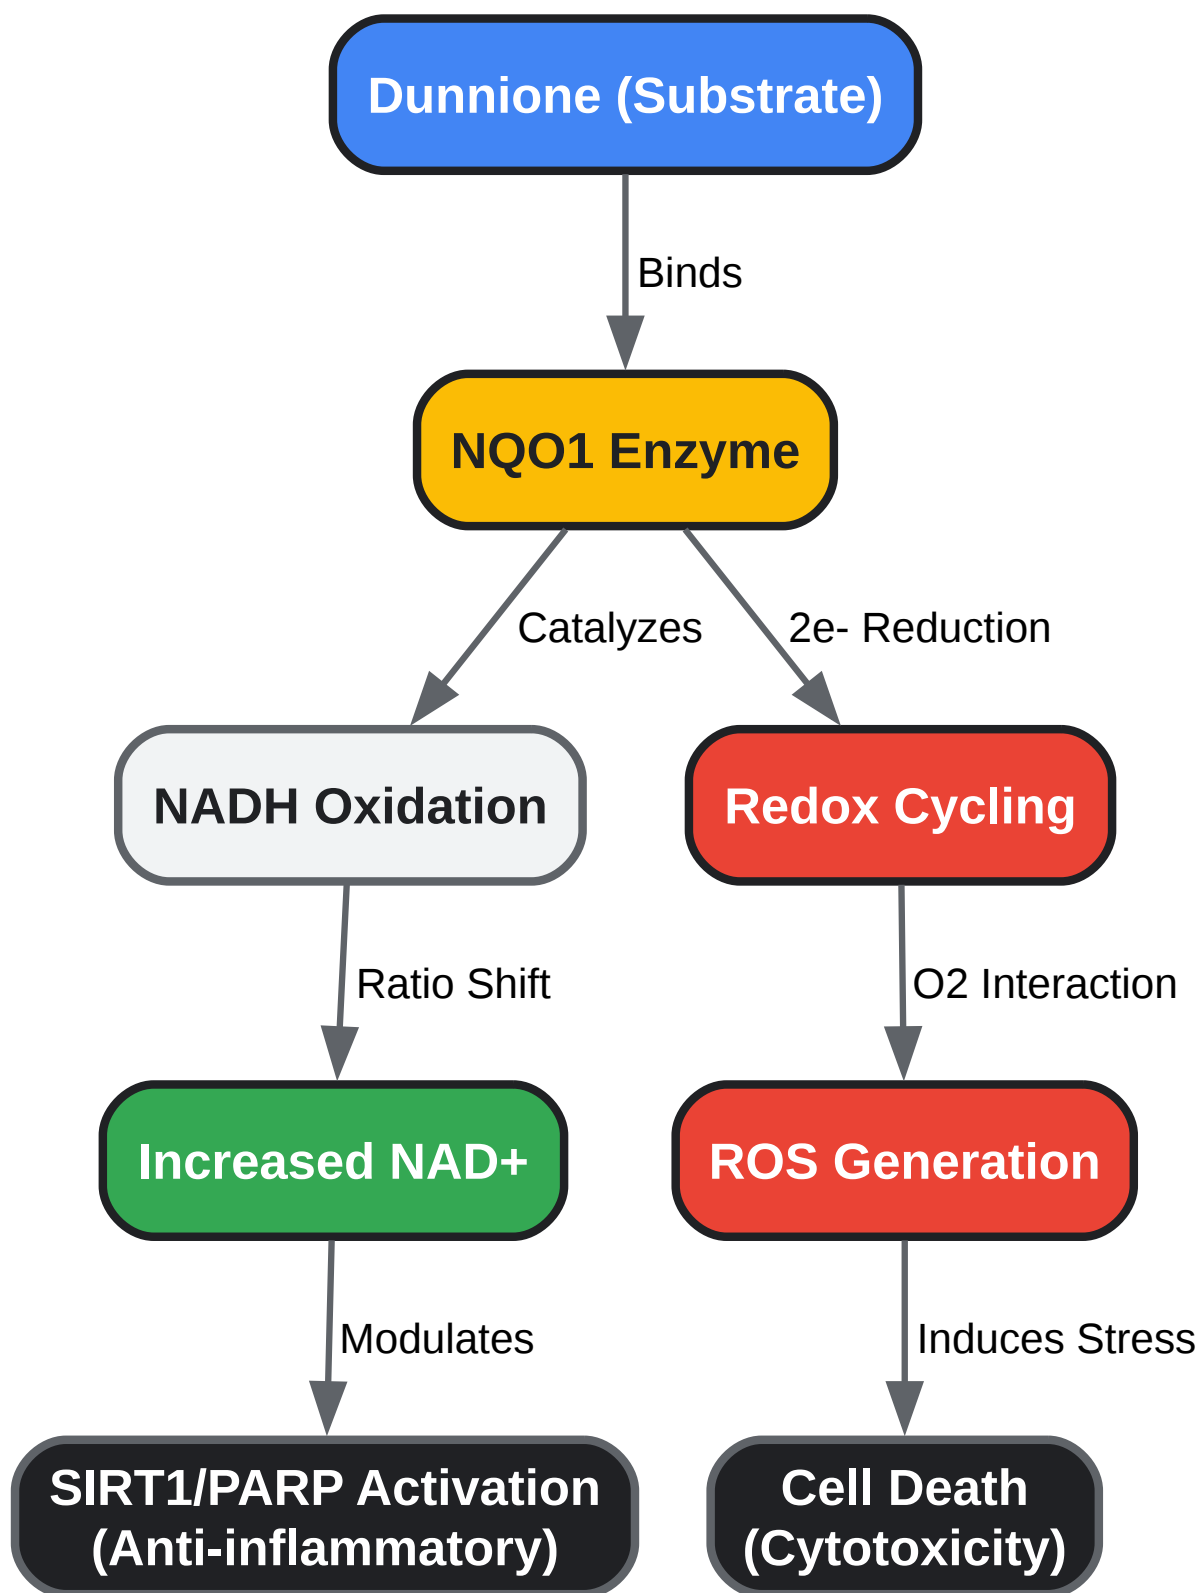 Dunnione (Substrate)
Binds
NQO1 Enzyme
Catalyzes
2e- Reduction
NADH Oxidation
Redox Cycling
Ratio Shift
O2 Interaction
Increased NAD+
ROS Generation
Modulates
Induces Stress
SIRT1/PARP Activation
(Anti-inflammatory)
Cell Death
(Cytotoxicity)